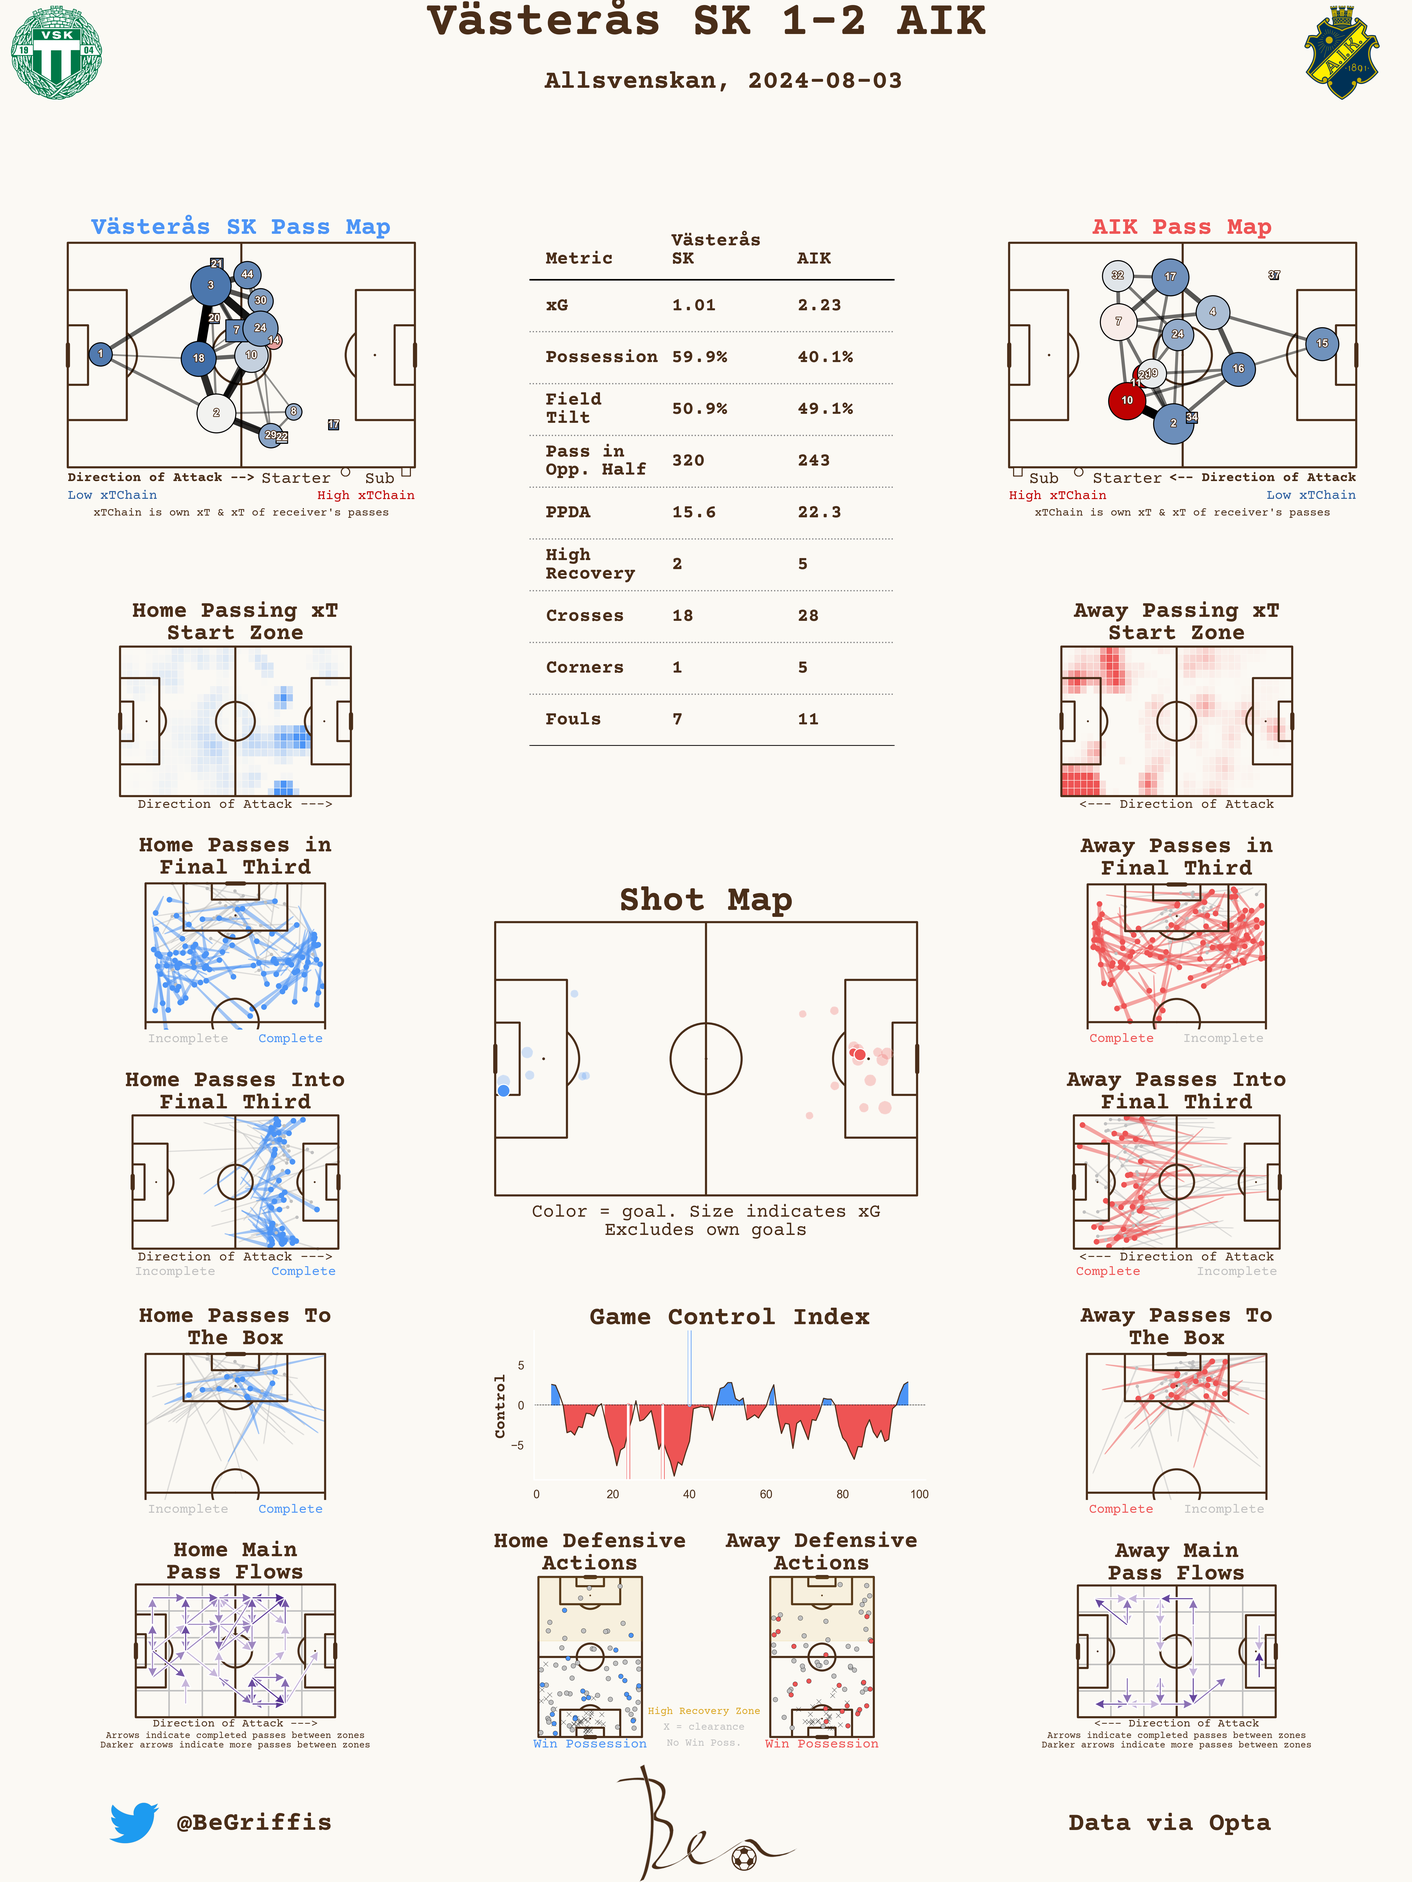 Västerås SK 1-2 AIK
Allsvenskan, 2024-08-03
VSK
19 04
A.I.K.
1891
Västerås SK Pass Map
21
44
3
30
20
7
24
14
1
18
10
2
8
29
22
17
Direction of Attack --> Starter Sub
Low xTChain High xTChain
xTChain is own xT & xT of receiver's passes
Metric Västerås SK AIK
xG 1.01 2.23
Possession 59.9% 40.1%
Field Tilt 50.9% 49.1%
Pass in Opp. Half 320 243
PPDA 15.6 22.3
High Recovery 2 5
Crosses 18 28
Corners 1 5
Fouls 7 11
AIK Pass Map
32
17
37
7
4
24
15
19
16
10
34
2
Sub Starter <-- Direction of Attack
High xTChain Low xTChain
xTChain is own xT & xT of receiver's passes
Home Passing xT
Start Zone
Direction of Attack --->
Away Passing xT
Start Zone
<--- Direction of Attack
Home Passes in
Final Third
Incomplete Complete
Away Passes in
Final Third
Complete Incomplete
Shot Map
Color = goal. Size indicates xG
Excludes own goals
Home Passes Into
Final Third
Direction of Attack --->
Incomplete Complete
Away Passes Into
Final Third
<--- Direction of Attack
Complete Incomplete
Home Passes To
The Box
Incomplete Complete
Game Control Index
Control
5
0
−5
0 20 40 60 80 100
Away Passes To
The Box
Complete Incomplete
Home Main
Pass Flows
Direction of Attack --->
Arrows indicate completed passes between zones
Darker arrows indicate more passes between zones
Home Defensive
Actions
Win Possession
High Recovery Zone
X = clearance
No Win Poss.
Away Defensive
Actions
Win Possession
Away Main
Pass Flows
<--- Direction of Attack
Arrows indicate completed passes between zones
Darker arrows indicate more passes between zones
@BeGriffis
Ben
Data via Opta